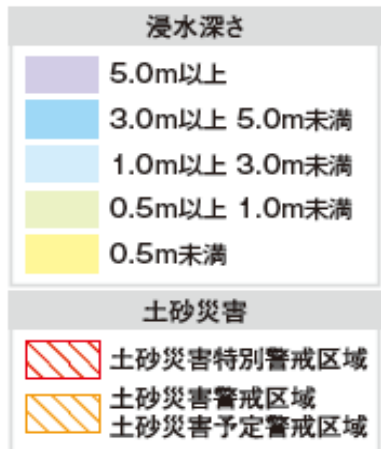 浸水深さ
5.0m以上
3.0m以上 5.0m未満
1.0m以上 3.0m未満
0.5m以上 1.0m未満
0.5m未満
土砂災害
土砂災害特別警戒区域
土砂災害警戒区域
土砂災害予定警戒区域